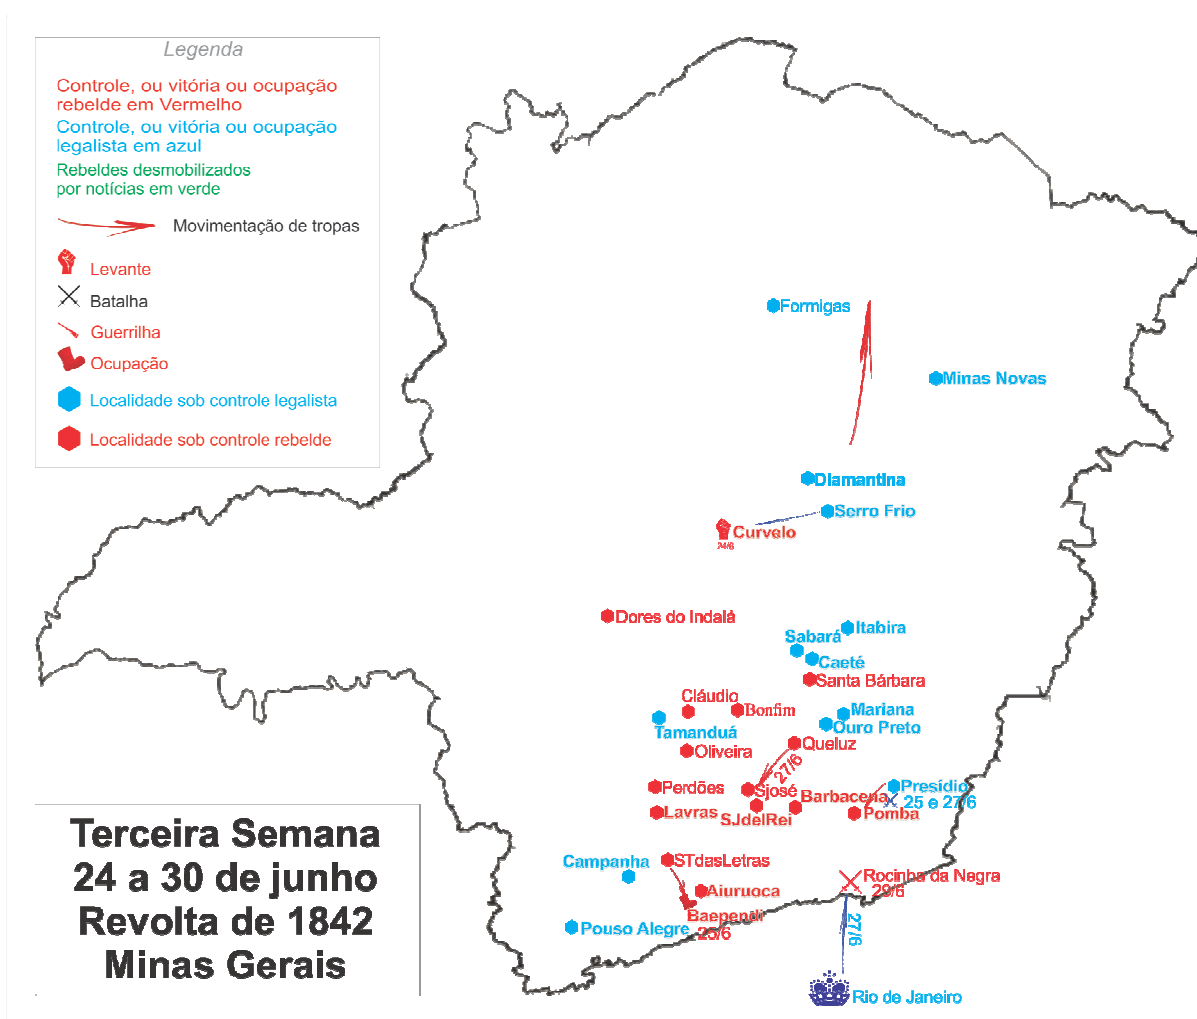 Legenda
Controle, ou vitória ou ocupação
rebelde em Vermelho
Controle, ou vitória ou ocupação
legalista em azul
Rebeldes desmobilizados
por notícias em verde
Movimentação de tropas
Levante
Batalha
Guerrilha
Ocupação
Localidade sob controle legalista
Localidade sob controle rebelde
Formigas
Minas Novas
Diamantina
Serro Frio
Curvelo
24/6
Dores do Indaiá
Itabira
Sabará
Caeté
Santa Bárbara
Cláudio
Bonfim
Mariana
Ouro Preto
Tamanduá
Queluz
Oliveira
27/6
Perdões
Sjosé
Presídio
Barbacena
25 e 27/6
Lavras
SJdelRei
Pomba
Campanha
STdasLetras
Rocinha da Negra
29/6
Aiuruoca
Baependi
25/6
Pouso Alegre
27/6
Rio de Janeiro
Terceira Semana
24 a 30 de junho
Revolta de 1842
Minas Gerais